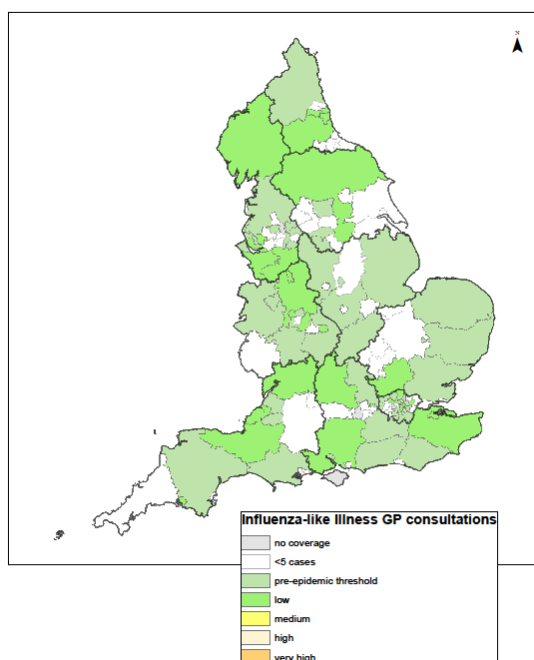 N
Influenza-like Illness GP consultations
no coverage
<5 cases
pre-epidemic threshold
low
medium
high
very high